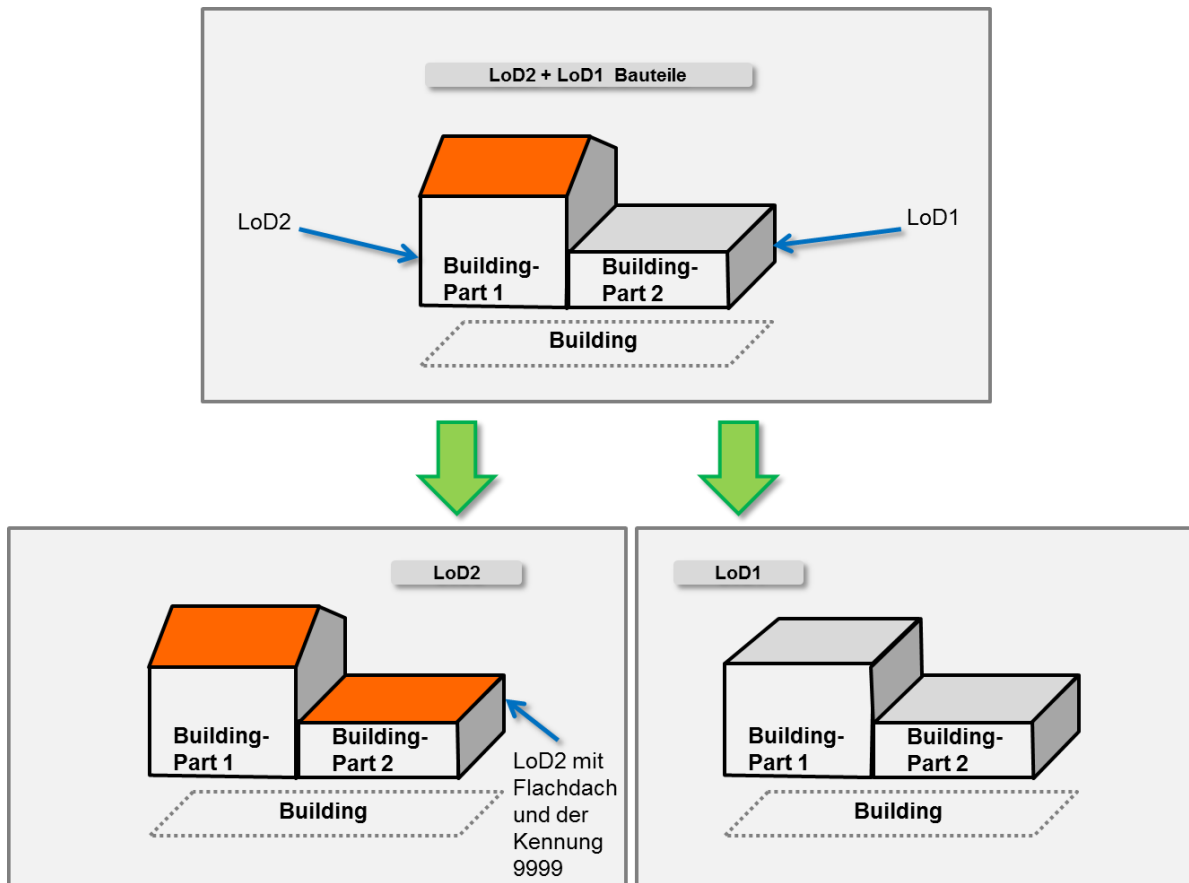 LoD2 + LoD1 Bauteile
LoD2
LoD1
Building-
Part 1
Building-
Part 2
Building
LoD2
Building-
Part 1
Building-
Part 2
Building
LoD2 mit
Flachdach
und der
Kennung
9999
LoD1
Building-
Part 1
Building-
Part 2
Building